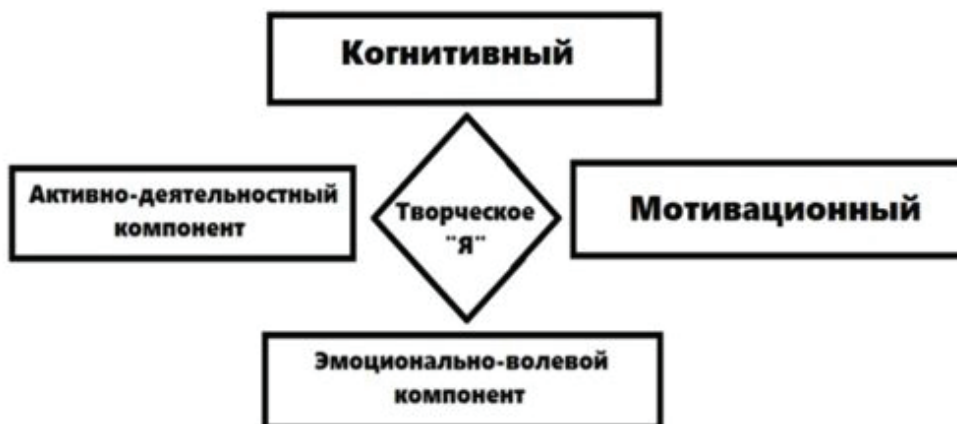 Когнитивный
Активно-деятельностный
компонент
Творческое
"Я"
Мотивационный
Эмоционально-волевой
компонент